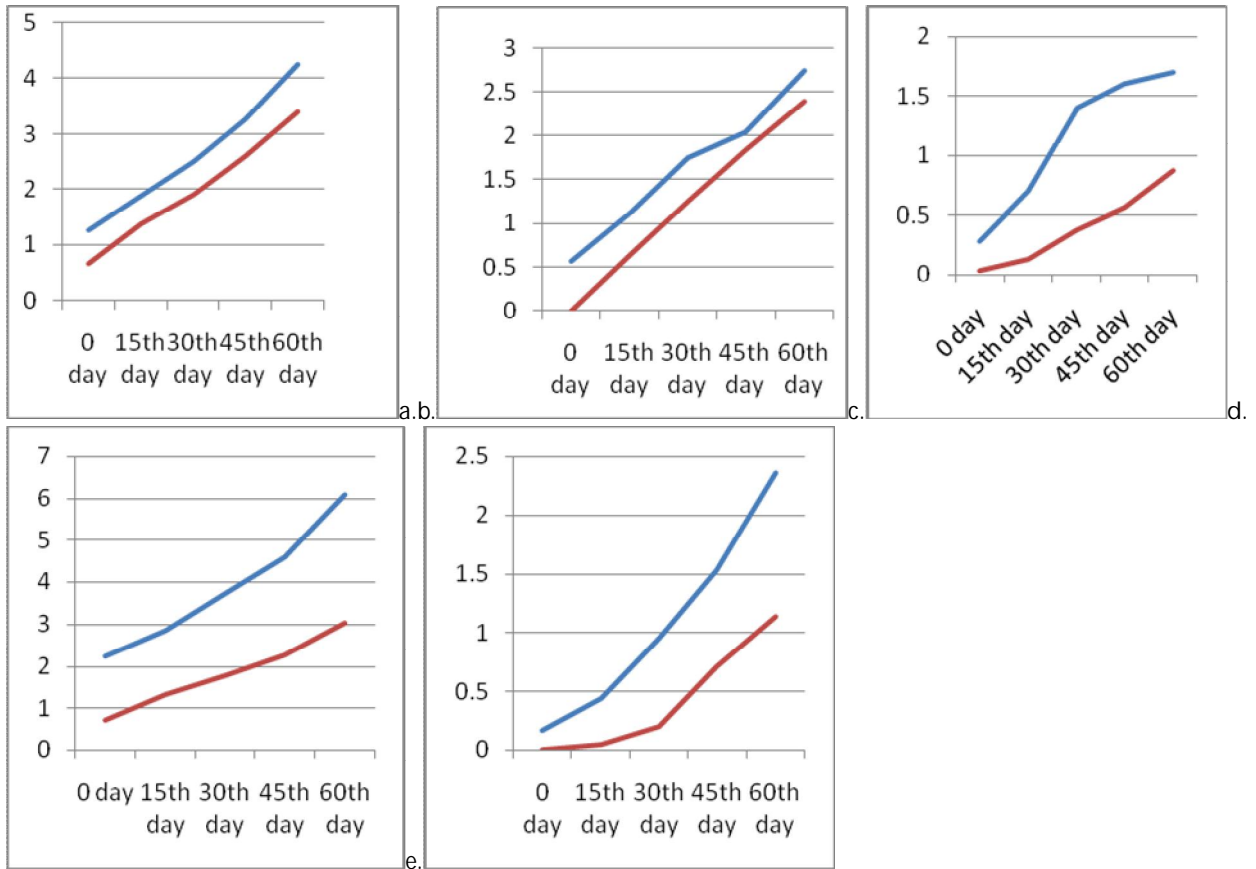 5
4
3
2
1
0
0 15th 30th 45th 60th
day day day day day
a.b.
3
2.5
2
1.5
1
0.5
0
0 15th 30th 45th 60th
day day day day day
c.
2
1.5
1
0.5
0
0 day
15th day
30th day
45th day
60th day
d.
7
6
5
4
3
2
1
0
0 day 15th 30th 45th 60th
day day day day
e.
2.5
2
1.5
1
0.5
0
0 15th 30th 45th 60th
day day day day day